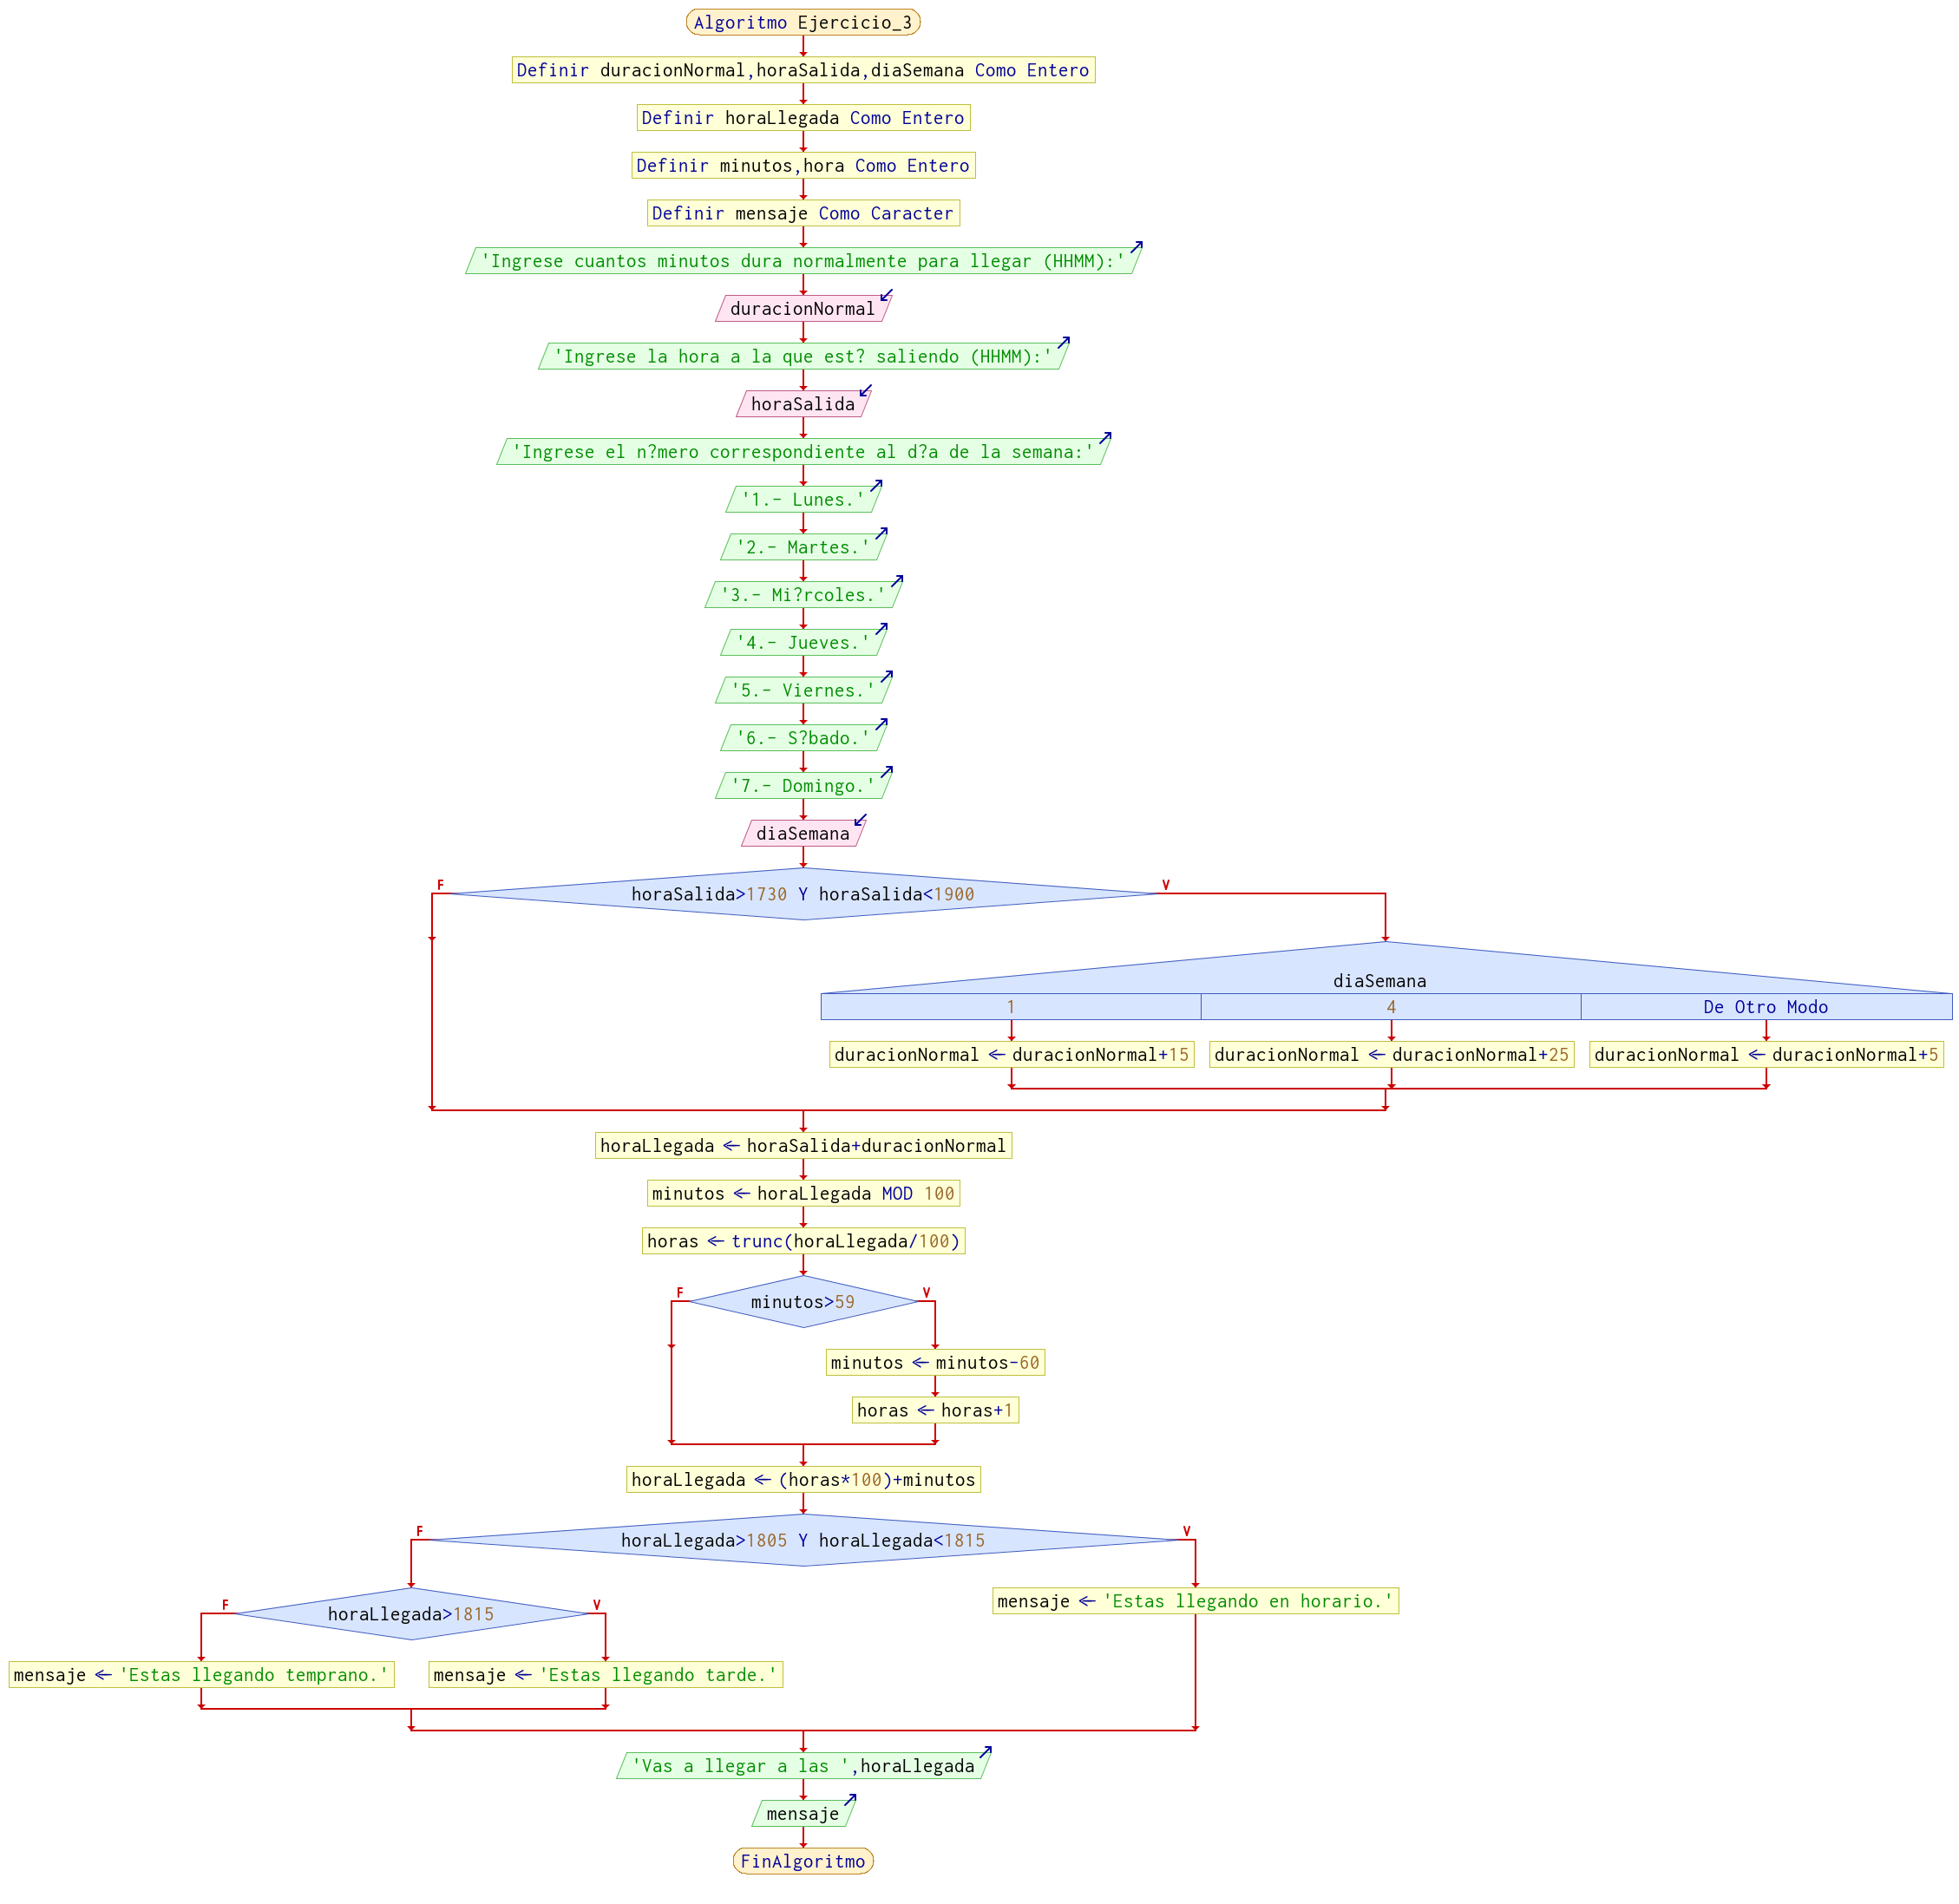 Algoritmo Ejercicio_3
Definir duracionNormal,horaSalida,diaSemana Como Entero
Definir horaLlegada Como Entero
Definir minutos,hora Como Entero
Definir mensaje Como Caracter
'Ingrese cuantos minutos dura normalmente para llegar (HHMM):'
duracionNormal
'Ingrese la hora a la que est? saliendo (HHMM):'
horaSalida
'Ingrese el n?mero correspondiente al d?a de la semana:'
'1.- Lunes.'
'2.- Martes.'
'3.- Mi?rcoles.'
'4.- Jueves.'
'5.- Viernes.'
'6.- S?bado.'
'7.- Domingo.'
diaSemana
F horaSalida>1730 Y horaSalida<1900 V
diaSemana
1 4 De Otro Modo
duracionNormal ← duracionNormal+15 duracionNormal ← duracionNormal+25 duracionNormal ← duracionNormal+5
horaLlegada ← horaSalida+duracionNormal
minutos ← horaLlegada MOD 100
horas ← trunc(horaLlegada/100)
F minutos>59 V
minutos ← minutos-60
horas ← horas+1
horaLlegada ← (horas*100)+minutos
F horaLlegada>1805 Y horaLlegada<1815 V
F horaLlegada>1815 V mensaje ← 'Estas llegando en horario.'
mensaje ← 'Estas llegando temprano.' mensaje ← 'Estas llegando tarde.'
'Vas a llegar a las ',horaLlegada
mensaje
FinAlgoritmo